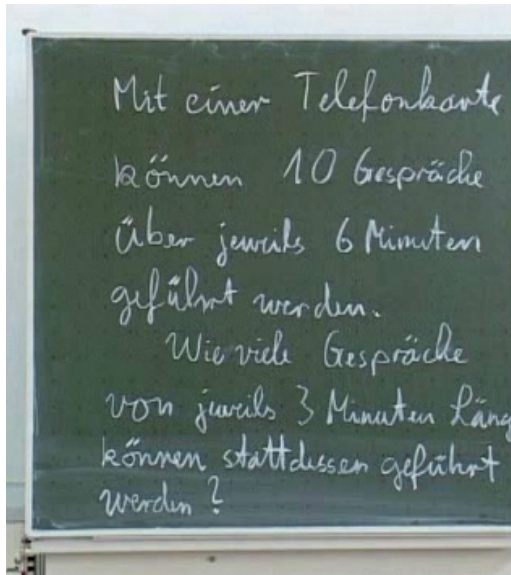 Mit einer Telefonkarte
können 10 Gespräche
über jeweils 6 Minuten
geführt werden.
Wie viele Gespräche
von jeweils 3 Minuten Läng
können stattdessen geführt
werden?